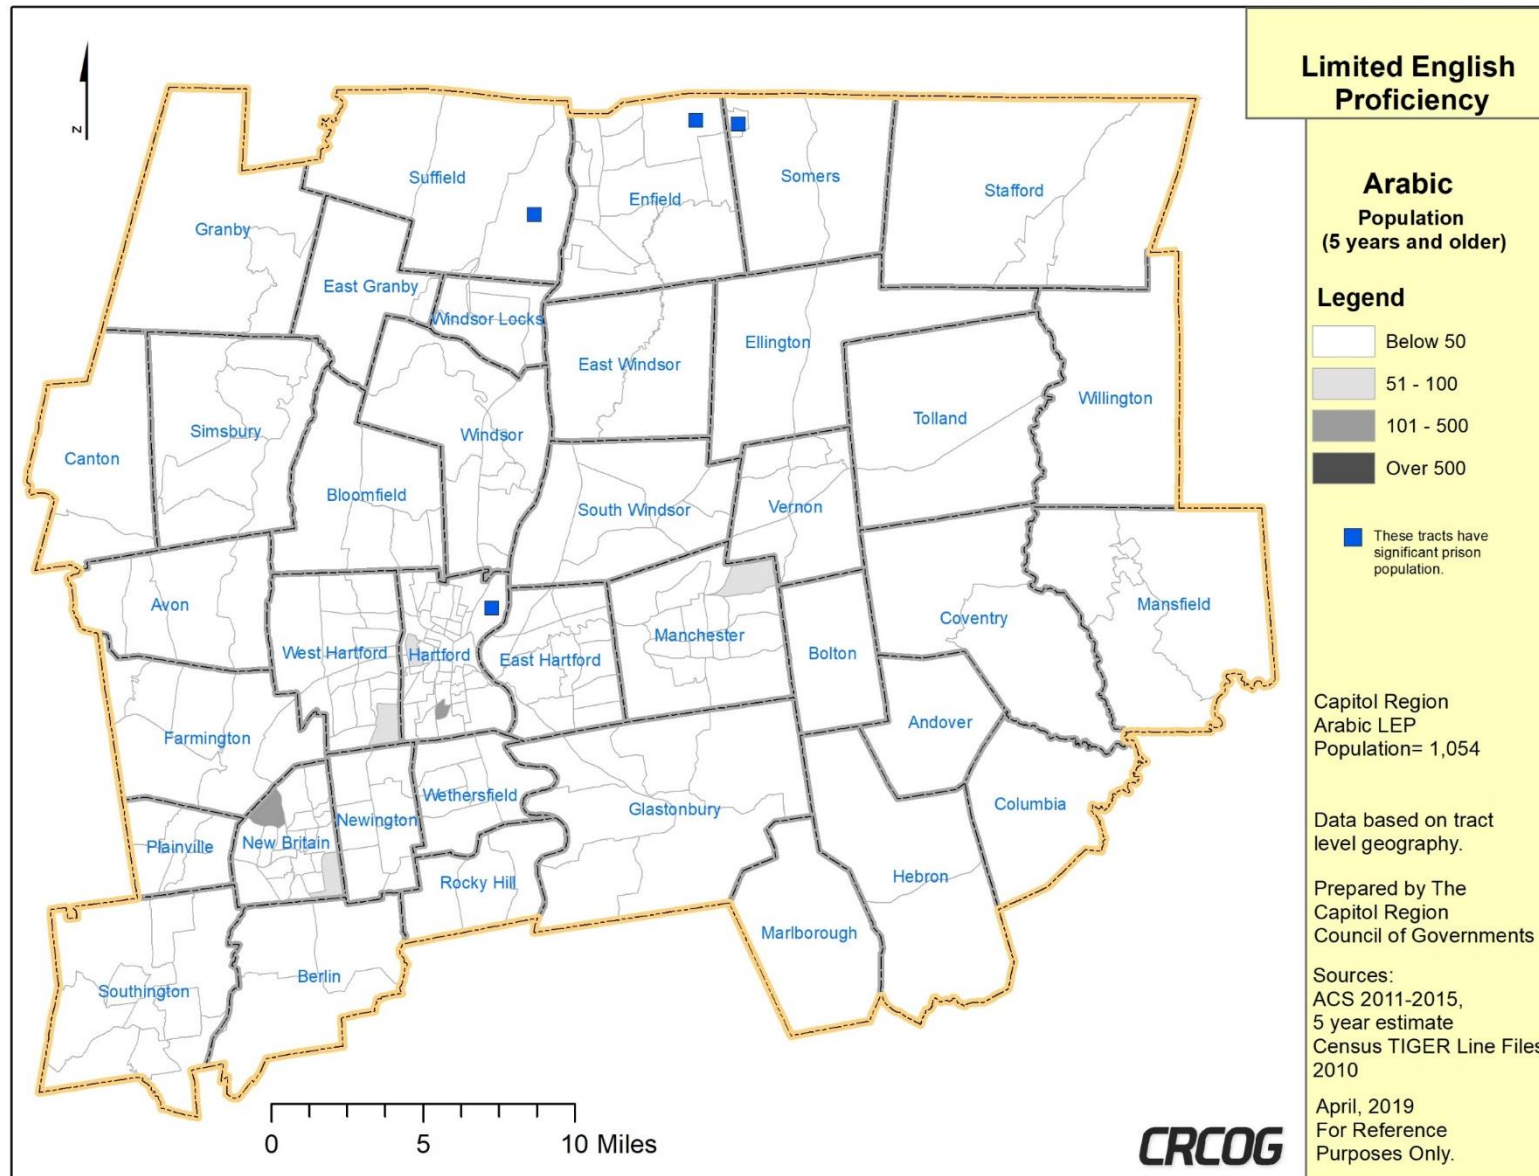 Limited English
Proficiency
Arabic
Population
(5 years and older)
Legend
Below 50
51 - 100
101 - 500
Over 500
These tracts have
significant prison
population.
Capitol Region
Arabic LEP
Population= 1,054
Data based on tract
level geography.
Prepared by The
Capitol Region
Council of Governments
Sources:
ACS 2011-2015,
5 year estimate
Census TIGER Line Files
2010
April, 2019
For Reference
Purposes Only.
N
Suffield
Enfield
Somers
Stafford
Granby
East Granby
Windsor Locks
East Windsor
Ellington
Tolland
Willington
Canton
Simsbury
Windsor
Bloomfield
South Windsor
Vernon
Avon
West Hartford
Hartford
East Hartford
Manchester
Bolton
Coventry
Mansfield
Farmington
Andover
Wethersfield
Glastonbury
Columbia
Plainville
New Britain
Newington
Rocky Hill
Hebron
Marlborough
Southington
Berlin
0 5 10 Miles
CRCOG